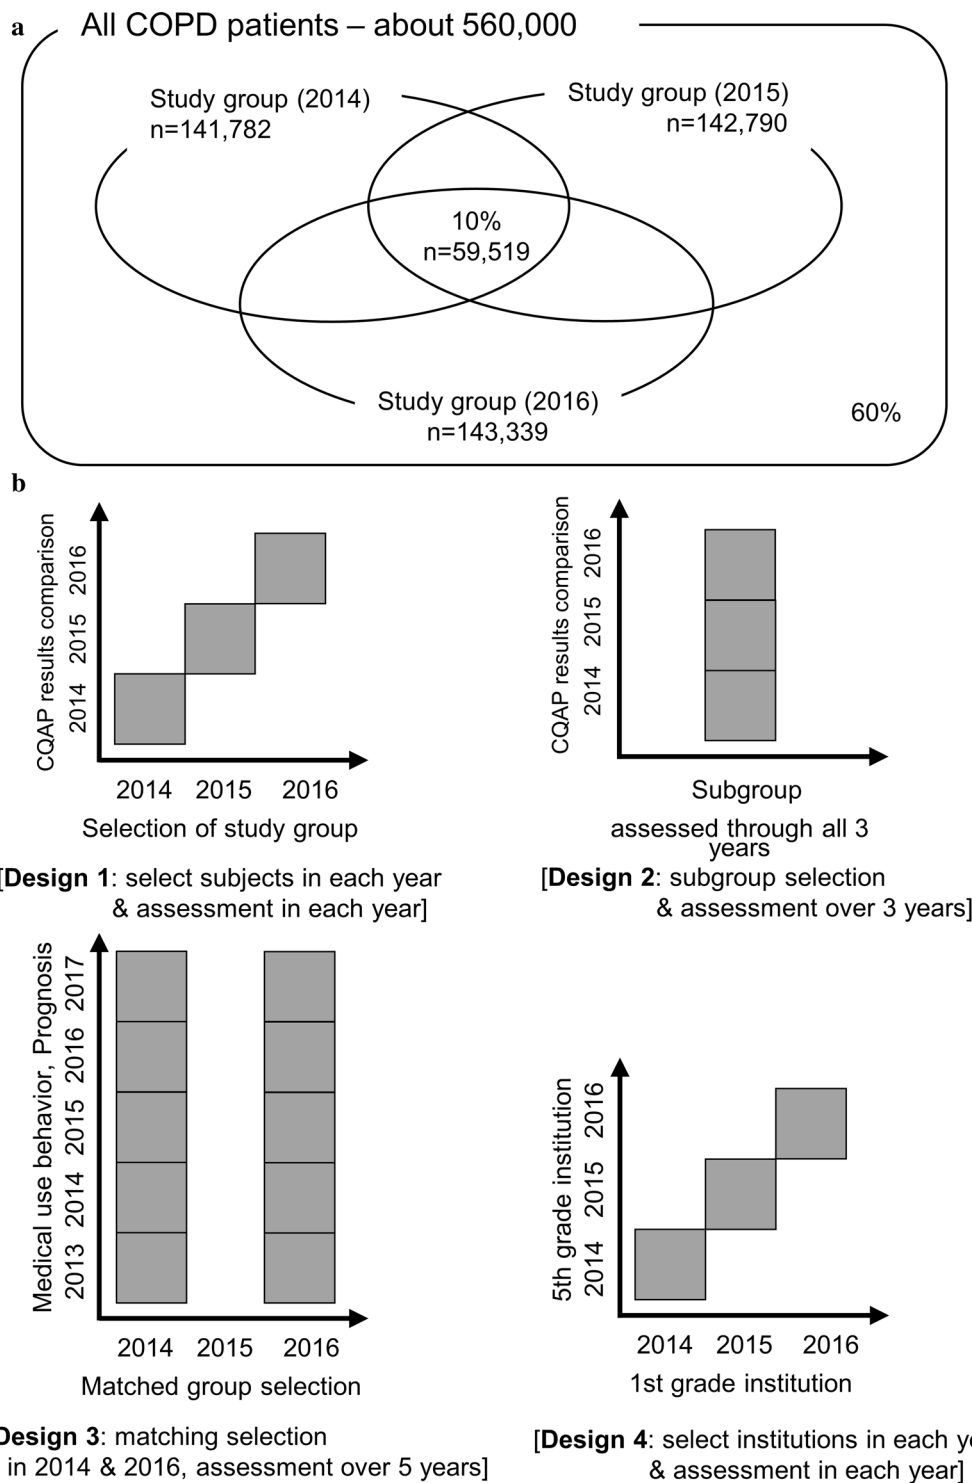 a
All COPD patients – about 560,000
Study group (2014)
n=141,782
Study group (2015)
n=142,790
10%
n=59,519
Study group (2016)
n=143,339
60%
b
CQAP results comparison
2014 2015 2016
2014 2015 2016
Selection of study group
[Design 1: select subjects in each year
& assessment in each year]
CQAP results comparison
2014 2015 2016
Subgroup
assessed through all 3
years
[Design 2: subgroup selection
& assessment over 3 years]
Medical use behavior, Prognosis
2013 2014 2015 2016 2017
2014 2015 2016
Matched group selection
Design 3: matching selection
in 2014 & 2016, assessment over 5 years]
5th grade institution
2014 2015 2016
2014 2015 2016
1st grade institution
[Design 4: select institutions in each ye
& assessment in each year]